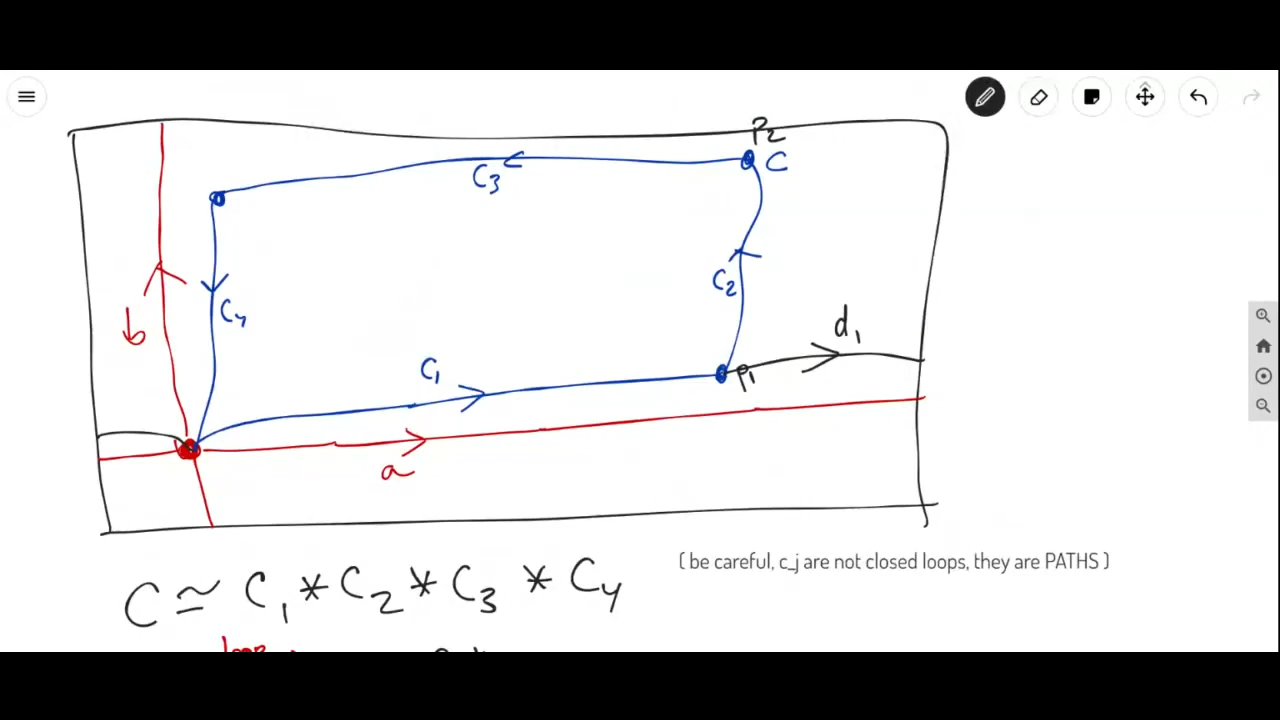 P2
C
C3
C2
C4
b
d1
C1
P1
a
C ≃ C1 * C2 * C3 * C4
( be careful, c_j are not closed loops, they are PATHS )
loop